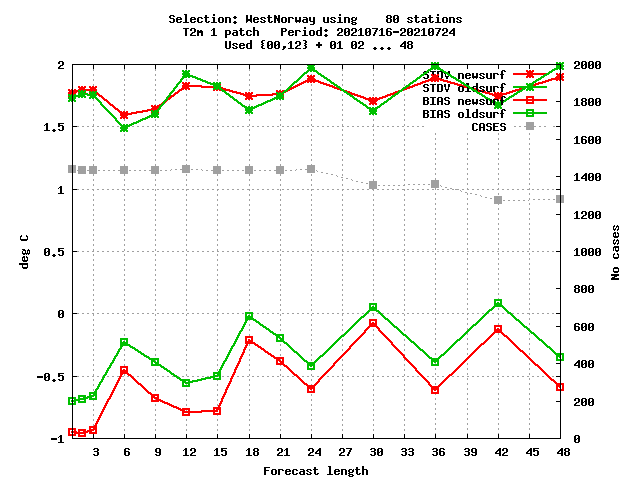 Selection: WestNorway using    80 stations
T2m 1 patch   Period: 20210716-20210724
Used {00,12} + 01 02 ... 48
STDV newsurf
STDV oldsurf
BIAS newsurf
BIAS oldsurf
CASES
2
1.5
1
0.5
0
-0.5
-1
deg C
2000
1800
1600
1400
1200
1000
800
600
400
200
0
No cases
3 6 9 12 15 18 21 24 27 30 33 36 39 42 45 48
Forecast length